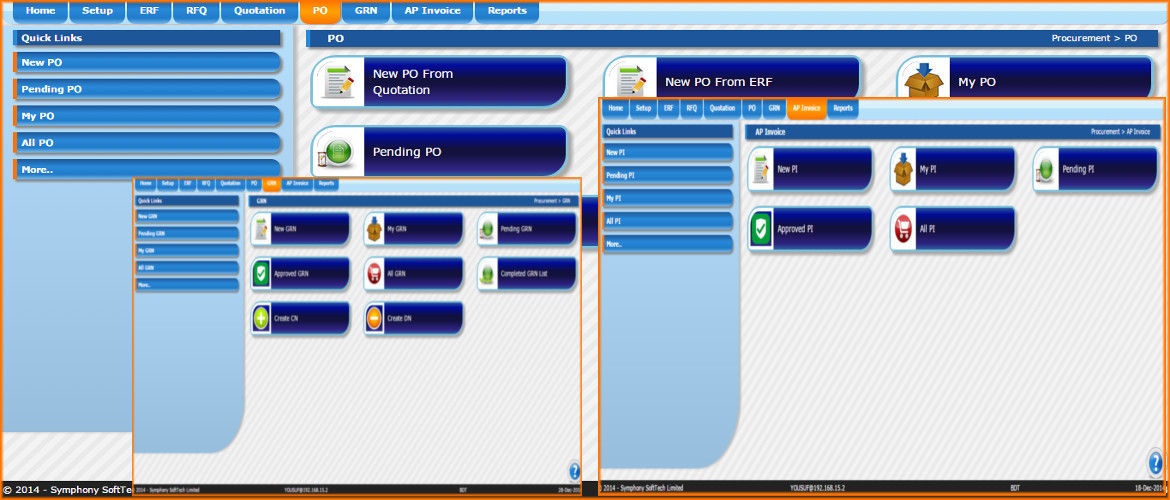 Home Setup ERF RFQ Quotation PO GRN AP Invoice Reports
Quick Links
New PO
Pending PO
My PO
All PO
More..
PO
Procurement > PO
New PO From
Quotation
New PO From ERF
My PO
Pending PO
© 2014 - Symphony SoftTec
Home Setup ERF RFQ Quotation PO GRN AP Invoice Reports
Quick Links
New GRN
Pending GRN
My GRN
All GRN
More..
GRN
Procurement > GRN
New GRN
My GRN
Pending GRN
Approved GRN
All GRN
Completed GRN List
Create CN
Create DN
2014 - Symphony SoftTech Limited
YOUSUF@192.168.15.2
BDT
18-Dec-201
Home Setup ERF RFQ Quotation PO GRN AP Invoice Reports
Quick Links
New PI
Pending PI
My PI
All PI
More..
AP Invoice
Procurement > AP Invoice
New PI
My PI
Pending PI
Approved PI
All PI
2014 - Symphony SoftTech Limited
YOUSUF@192.168.15.2
BDT
18-Dec-201